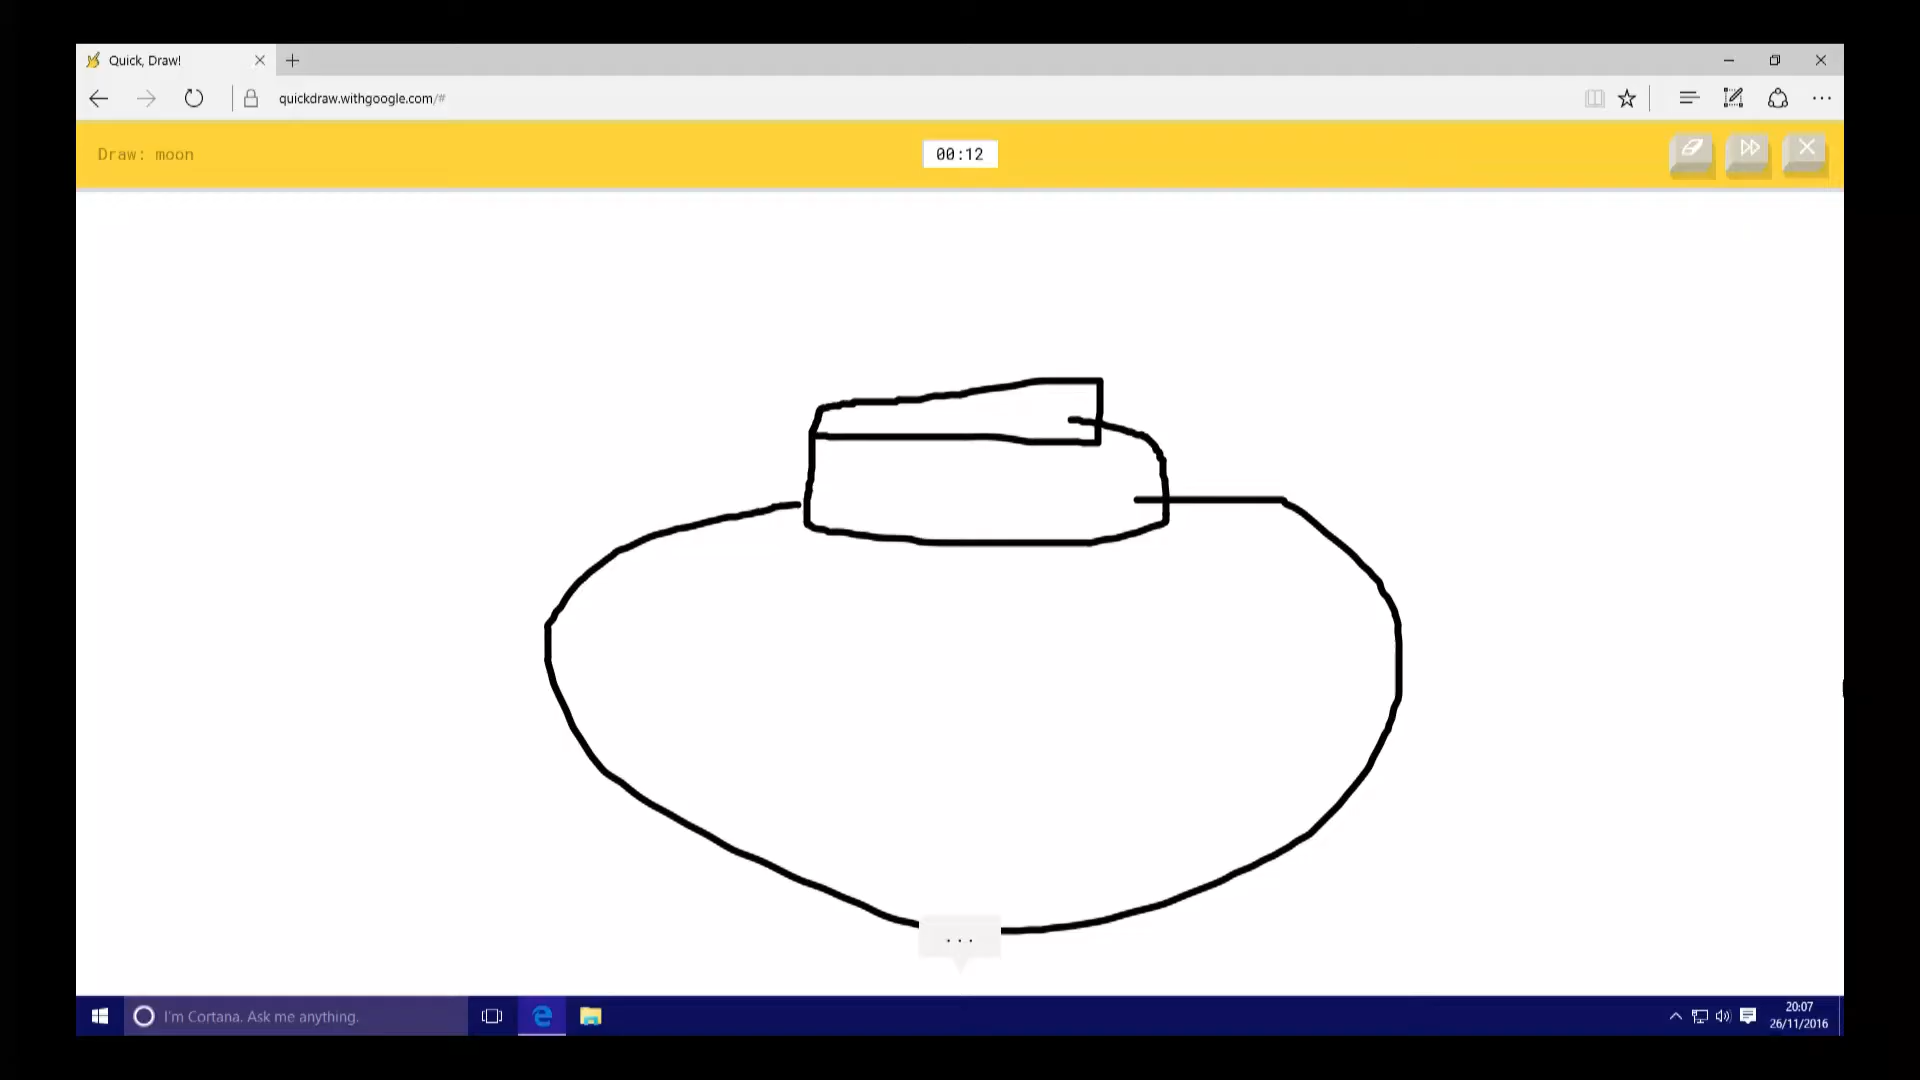 Quick, Draw!
quickdraw.withgoogle.com/#
Draw: moon
00:12
...
I'm Cortana. Ask me anything.
20:07
26/11/2016